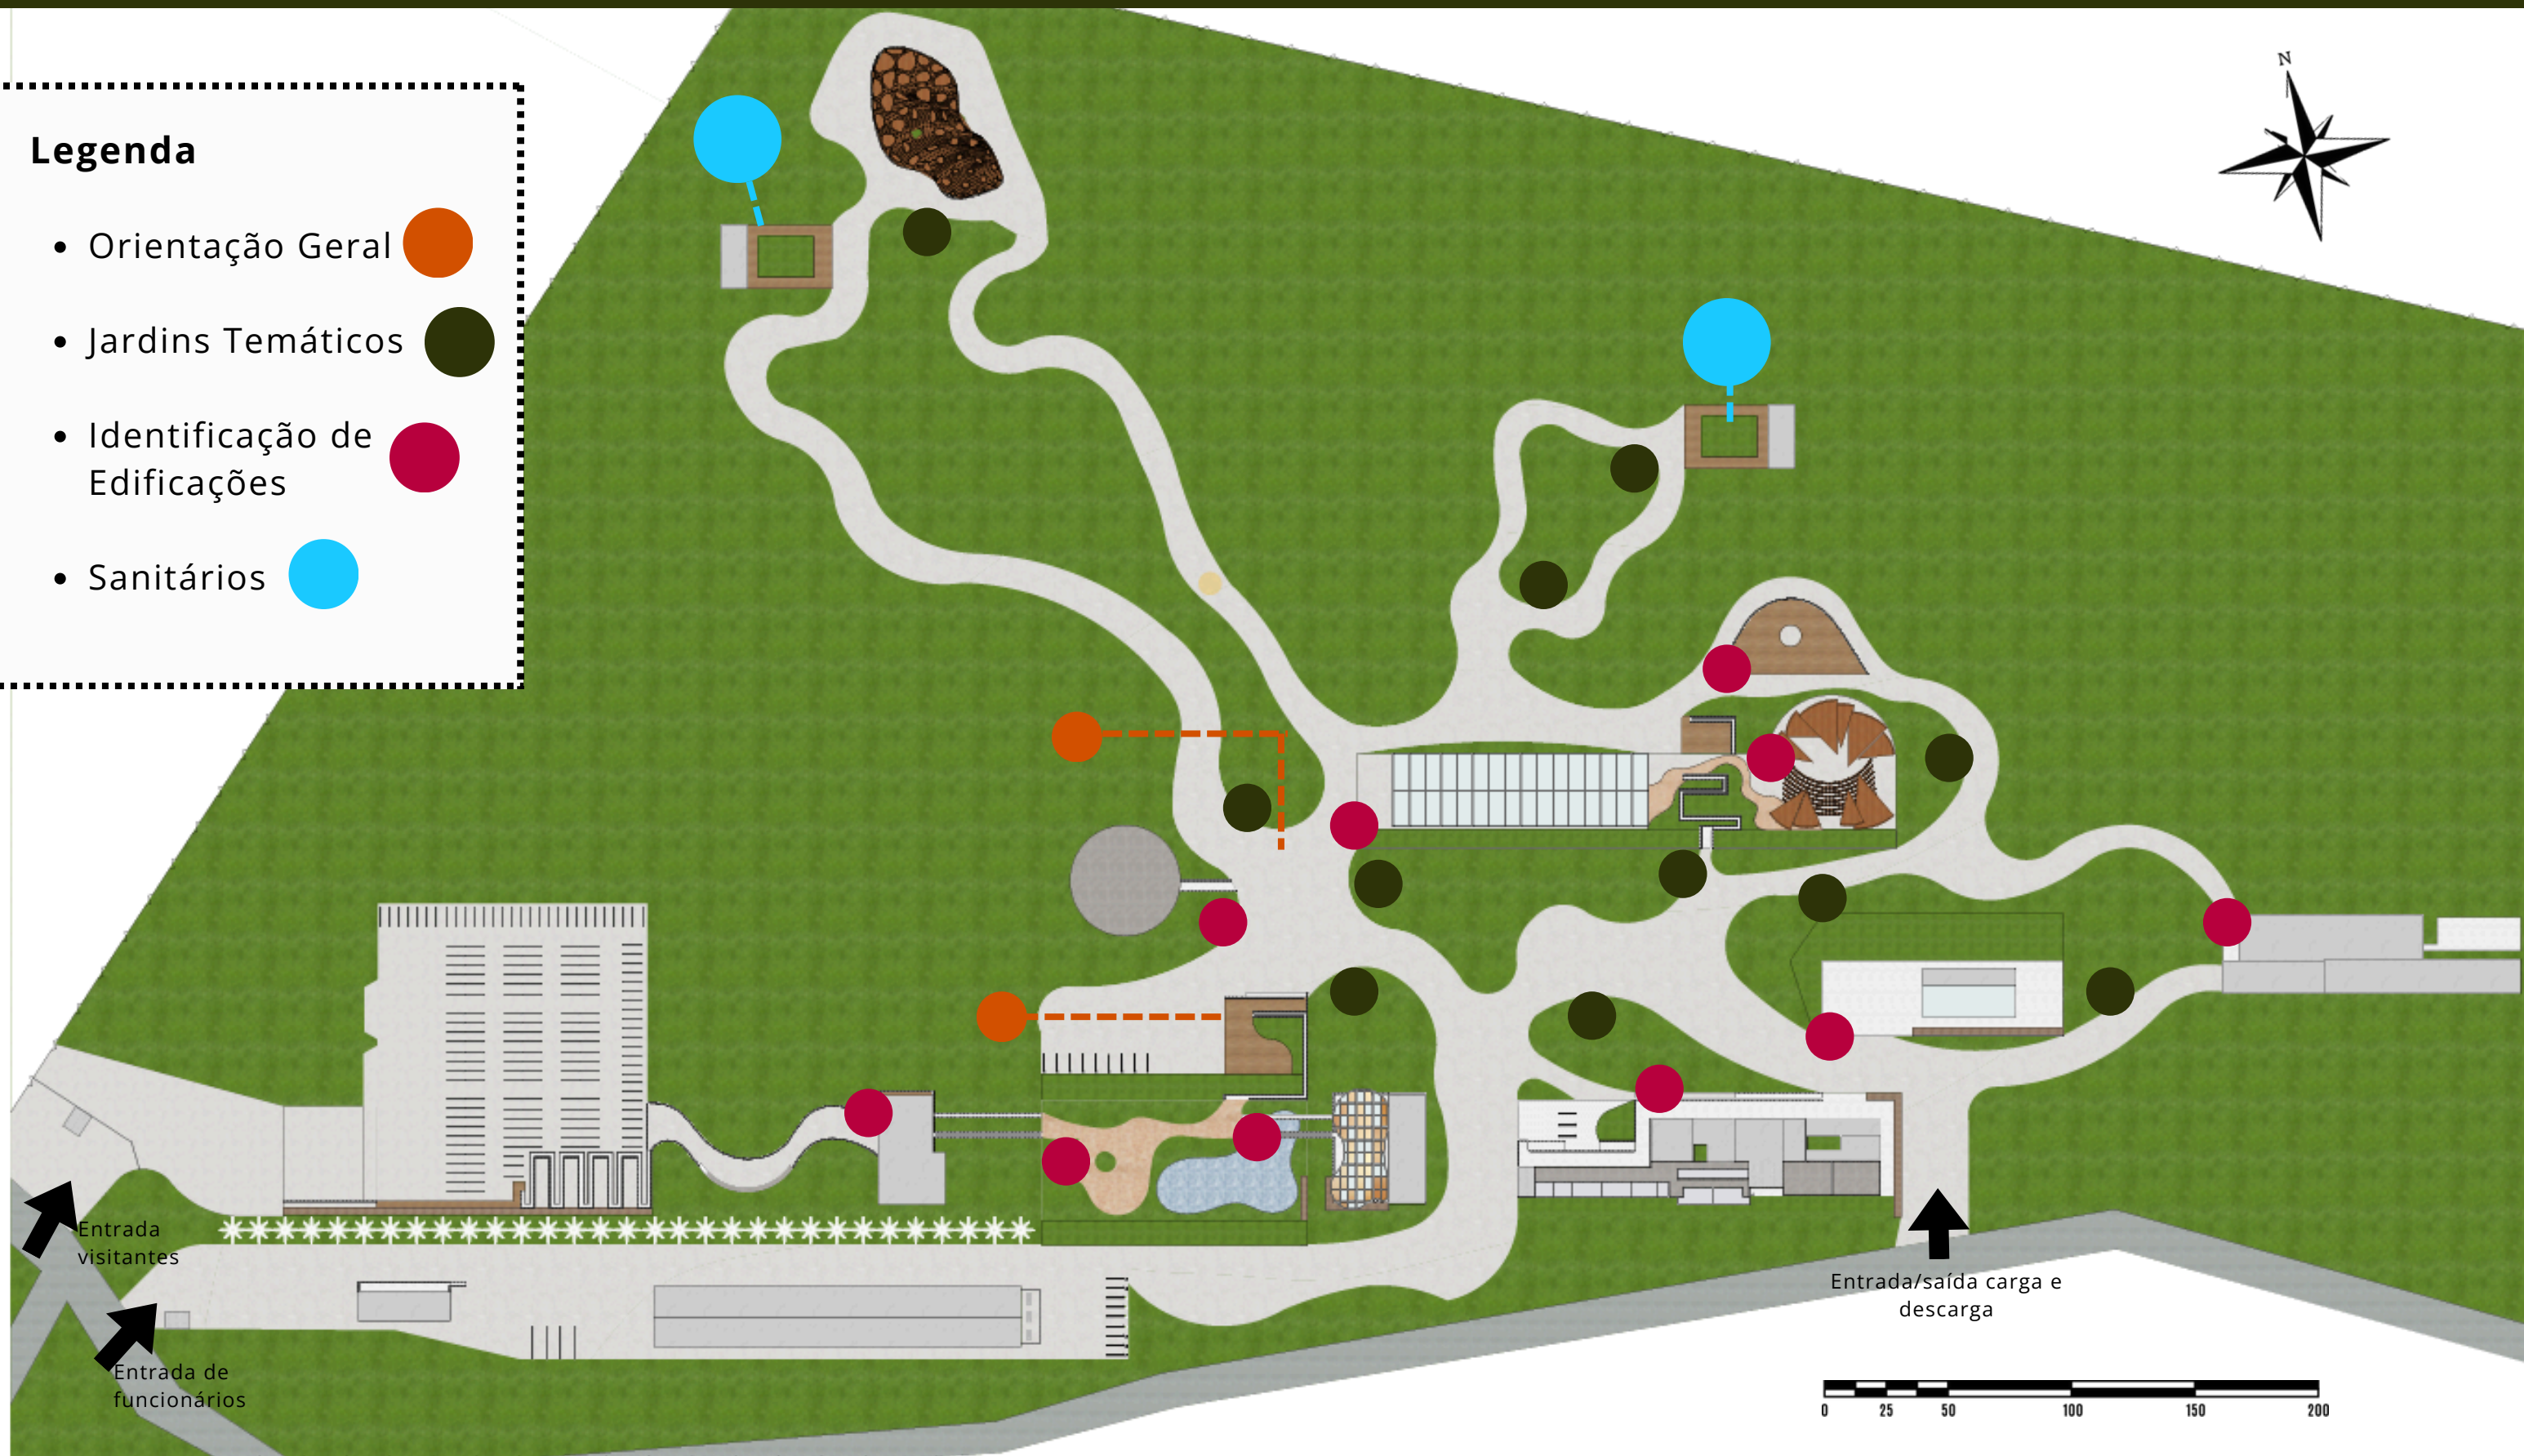 N
Legenda
Orientação Geral
Jardins Temáticos
Identificação de
Edificações
Sanitários
Entrada
visitantes
Entrada de
funcionários
Entrada/saída carga e
descarga
0 25 50 100 150 200